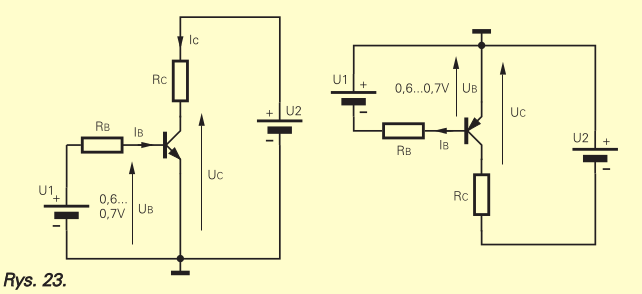 Ic
Rc
U2
+
−
RB
IB
Uc
U1
+
−
0,6...
0,7V
UB
U1
+
−
0,6...0,7V
UB
Uc
RB
IB
U2
+
−
Rc
Rys. 23.